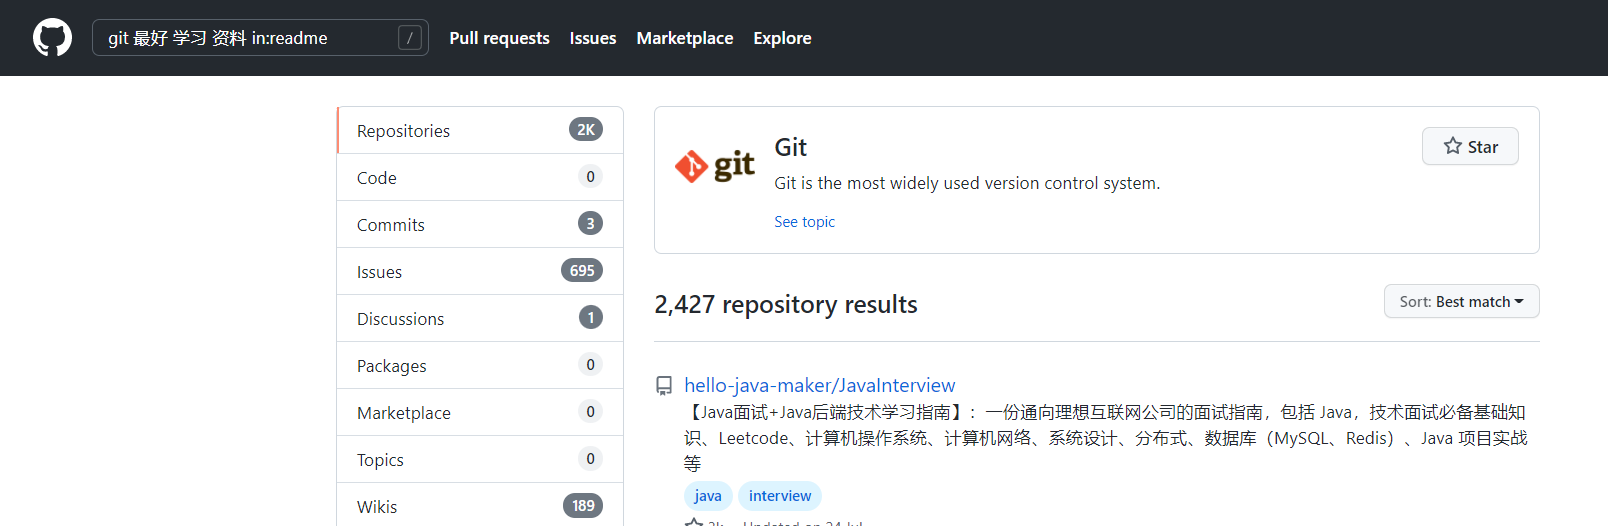 git 最好 学习 资料 in:readme
/
Pull requests
Issues
Marketplace
Explore
Repositories 2K
Code 0
Commits 3
Issues 695
Discussions 1
Packages 0
Marketplace 0
Topics 0
Wikis 189
git
Git
Star
Git is the most widely used version control system.
See topic
2,427 repository results
Sort: Best match
hello-java-maker/JavaInterview
【Java面试+Java后端技术学习指南】：一份通向理想互联网公司的面试指南，包括 Java，技术面试必备基础知
识、Leetcode、计算机操作系统、计算机网络、系统设计、分布式、数据库（MySQL、Redis）、Java 项目实战
等
java interview
Updated on 24 Jul